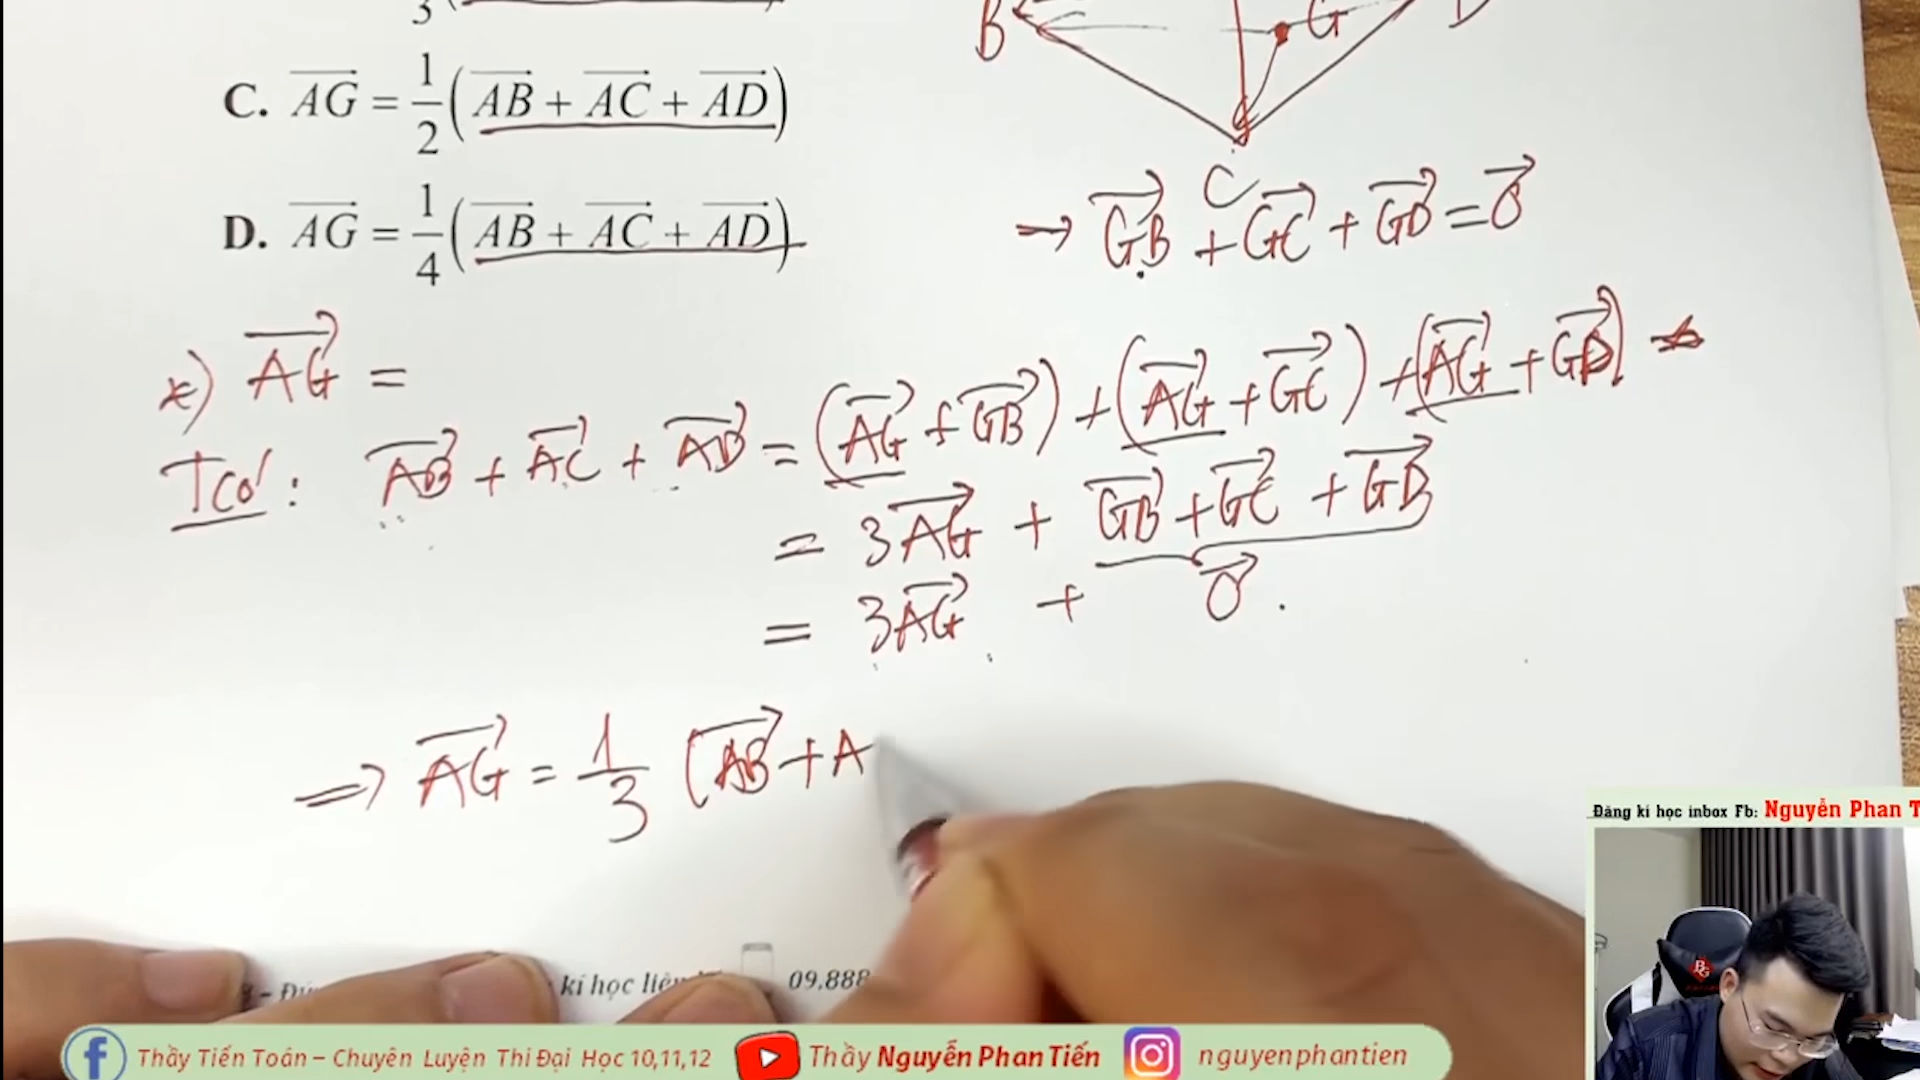 3
B G D
C. AG = 1/2 (AB + AC + AD)
C
D. AG = 1/4 (AB + AC + AD)
→ GB + GC + GD = 0
*) AG =
Tcó: AB + AC + AD = (AG + GB) + (AG + GC) + (AG + GD)
= 3AG + GB + GC + GD
0
= 3AG +
⇒ AG = 1/3 (AB + A
Đăng kí học inbox Fb: Nguyễn Phan T
kí học 09.888
Thầy Tiến Toán – Chuyên Luyện Thi Đại Học 10,11,12 Thầy Nguyễn Phan Tiến nguyenphantien